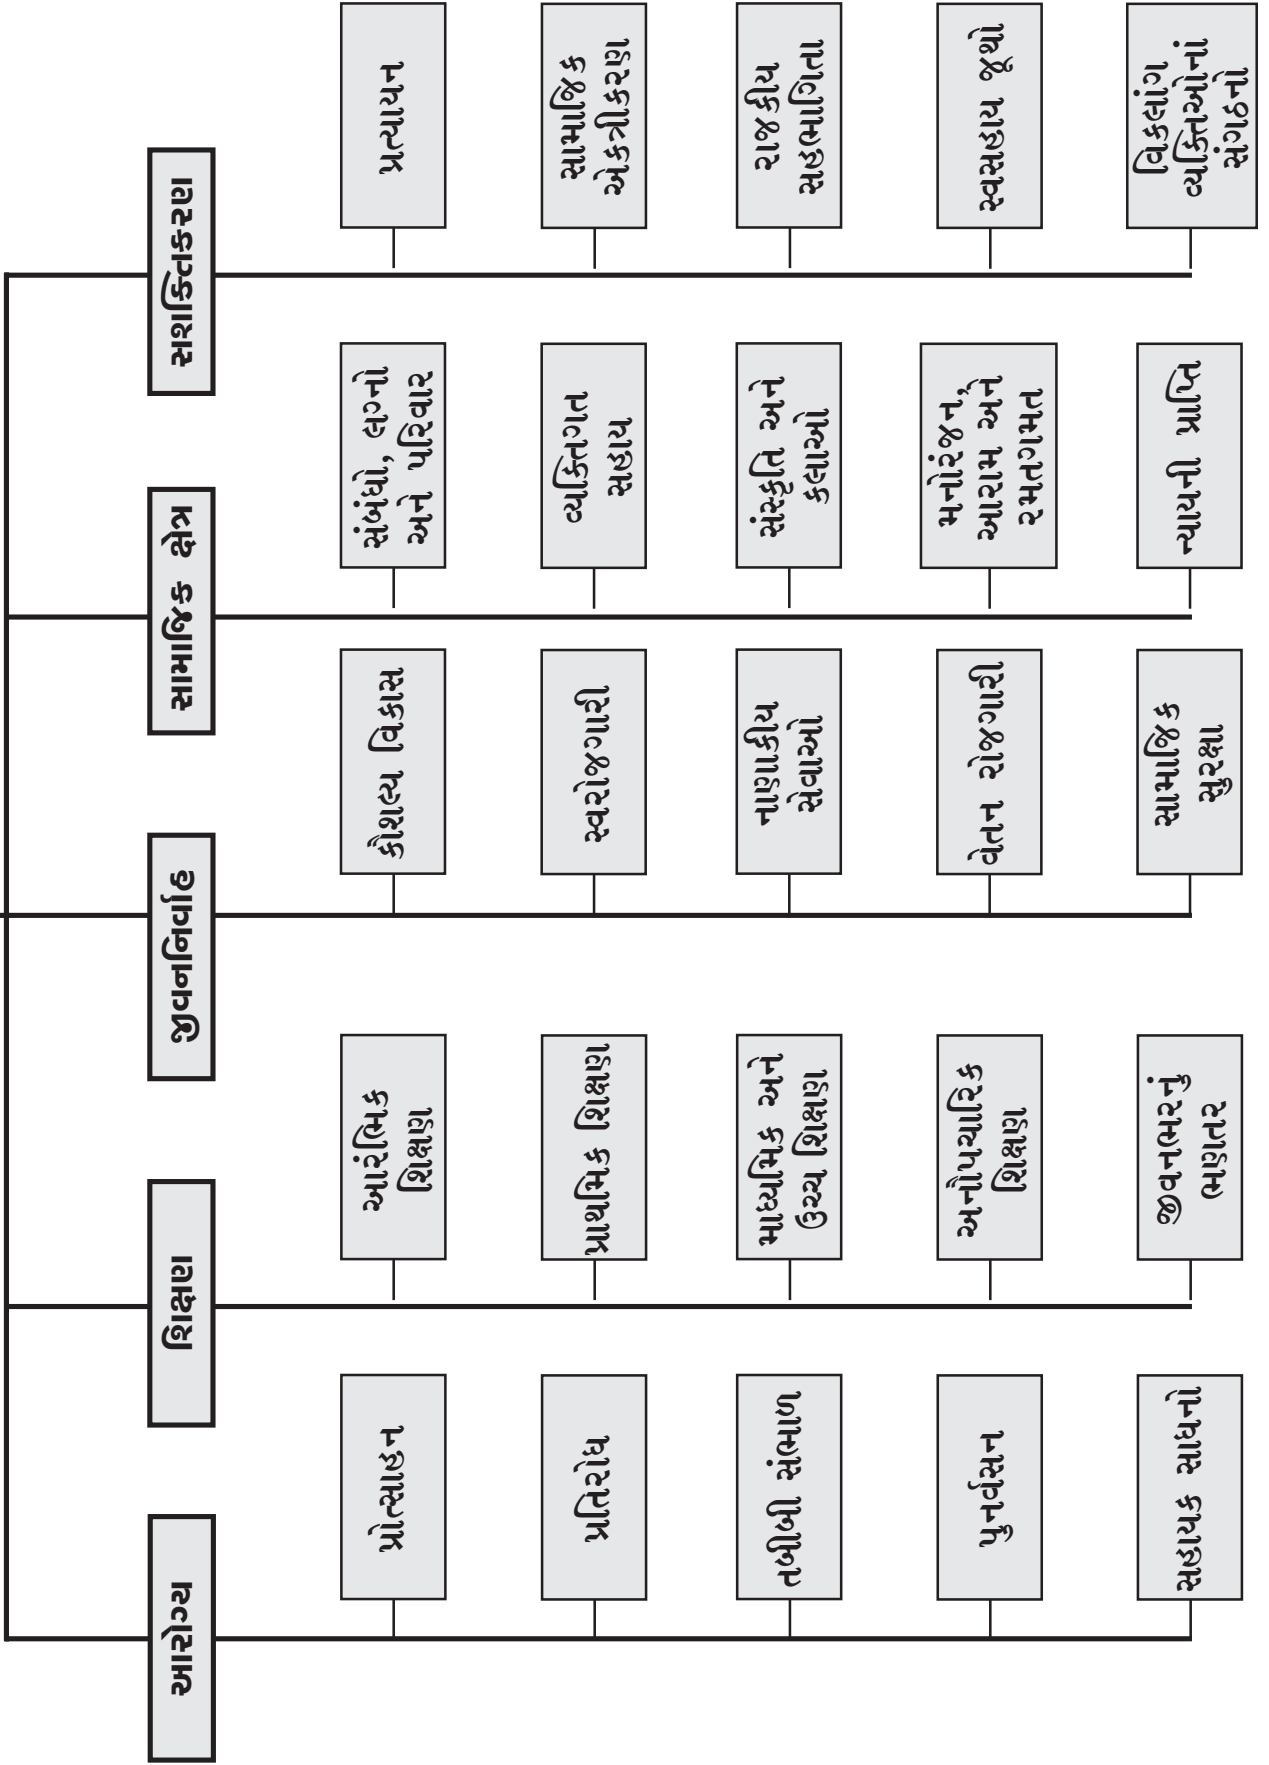 આરોગ્ય
પ્રોત્સાહન
પ્રતિરોધ
તબીબી સંભાળ
પુનર્વસન
સહાયક સાધનો
શિક્ષણ
આરંભિક
શિક્ષણ
પ્રાથમિક શિક્ષણ
માધ્યમિક અને
ઉચ્ચ શિક્ષણ
અનૌપચારિક
શિક્ષણ
જીવનભરનું
ભણતર
જીવનનિર્વાહ
કૌશલ્ય વિકાસ
સ્વરોજગારી
નાણાકીય
સેવાઓ
વેતન રોજગારી
સામાજિક
સુરક્ષા
સામાજિક ક્ષેત્ર
સંબંધો, લગ્નો
અને પરિવાર
વ્યક્તિગત
સહાય
સંસ્કૃતિ અને
કલાઓ
મનોરંજન,
આરામ અને
રમતગમત
ન્યાયની પ્રાપ્તિ
સશક્તિકરણ
પ્રત્યાયન
સામાજિક
એકત્રીકરણ
રાજકીય
સહભાગિતા
સ્વસહાય જૂથો
વિકલાંગ
વ્યક્તિઓનાં
સંગઠનો